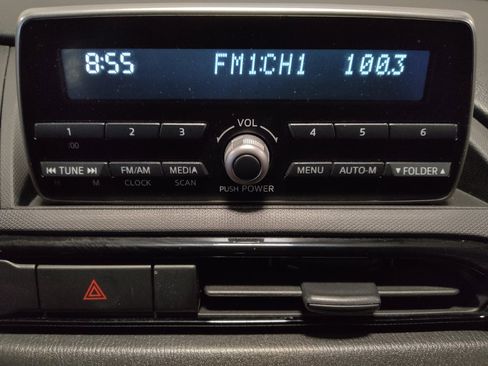 8:55 FM1:CH1 100.3
VOL
1 2 3 4 5 6
:00
⏮ TUNE ⏭ FM/AM MEDIA MENU AUTO-M ▼ FOLDER ▲
H M CLOCK SCAN PUSH POWER